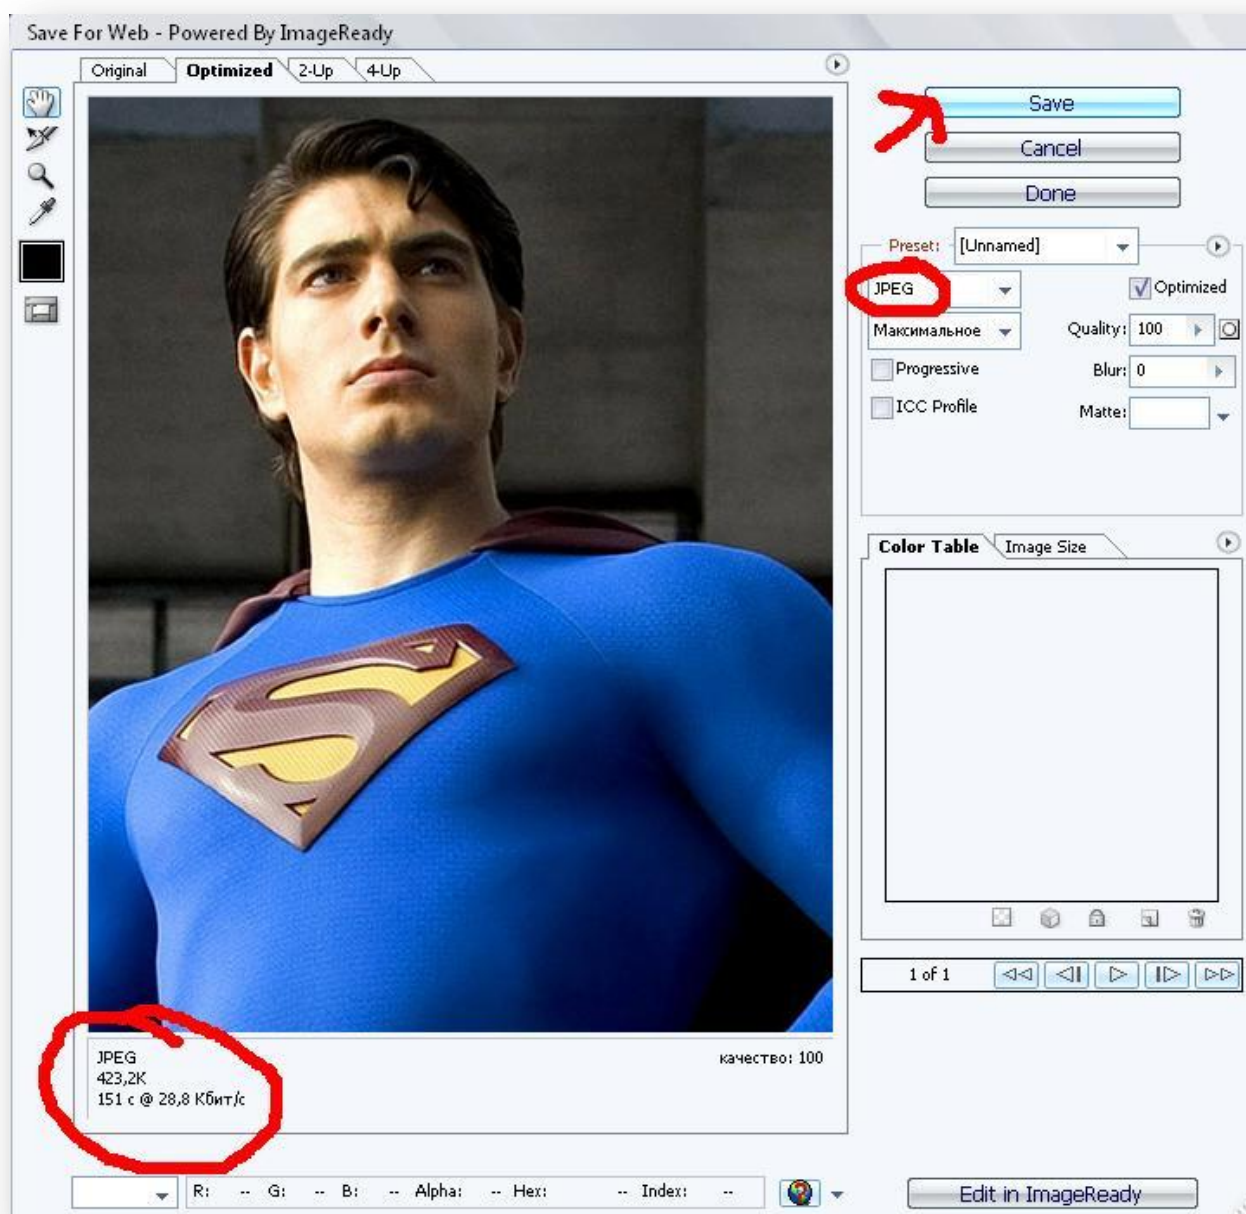 Save For Web - Powered By ImageReady
Original Optimized 2-Up 4-Up
Save
Cancel
Done
Preset: [Unnamed]
JPEG Optimized
Максимальное Quality: 100
Progressive Blur: 0
ICC Profile Matte:
Color Table Image Size
1 of 1
JPEG качество: 100
423,2K
151 с @ 28,8 Кбит/с
R: -- G: -- B: -- Alpha: -- Hex: -- Index: --
Edit in ImageReady